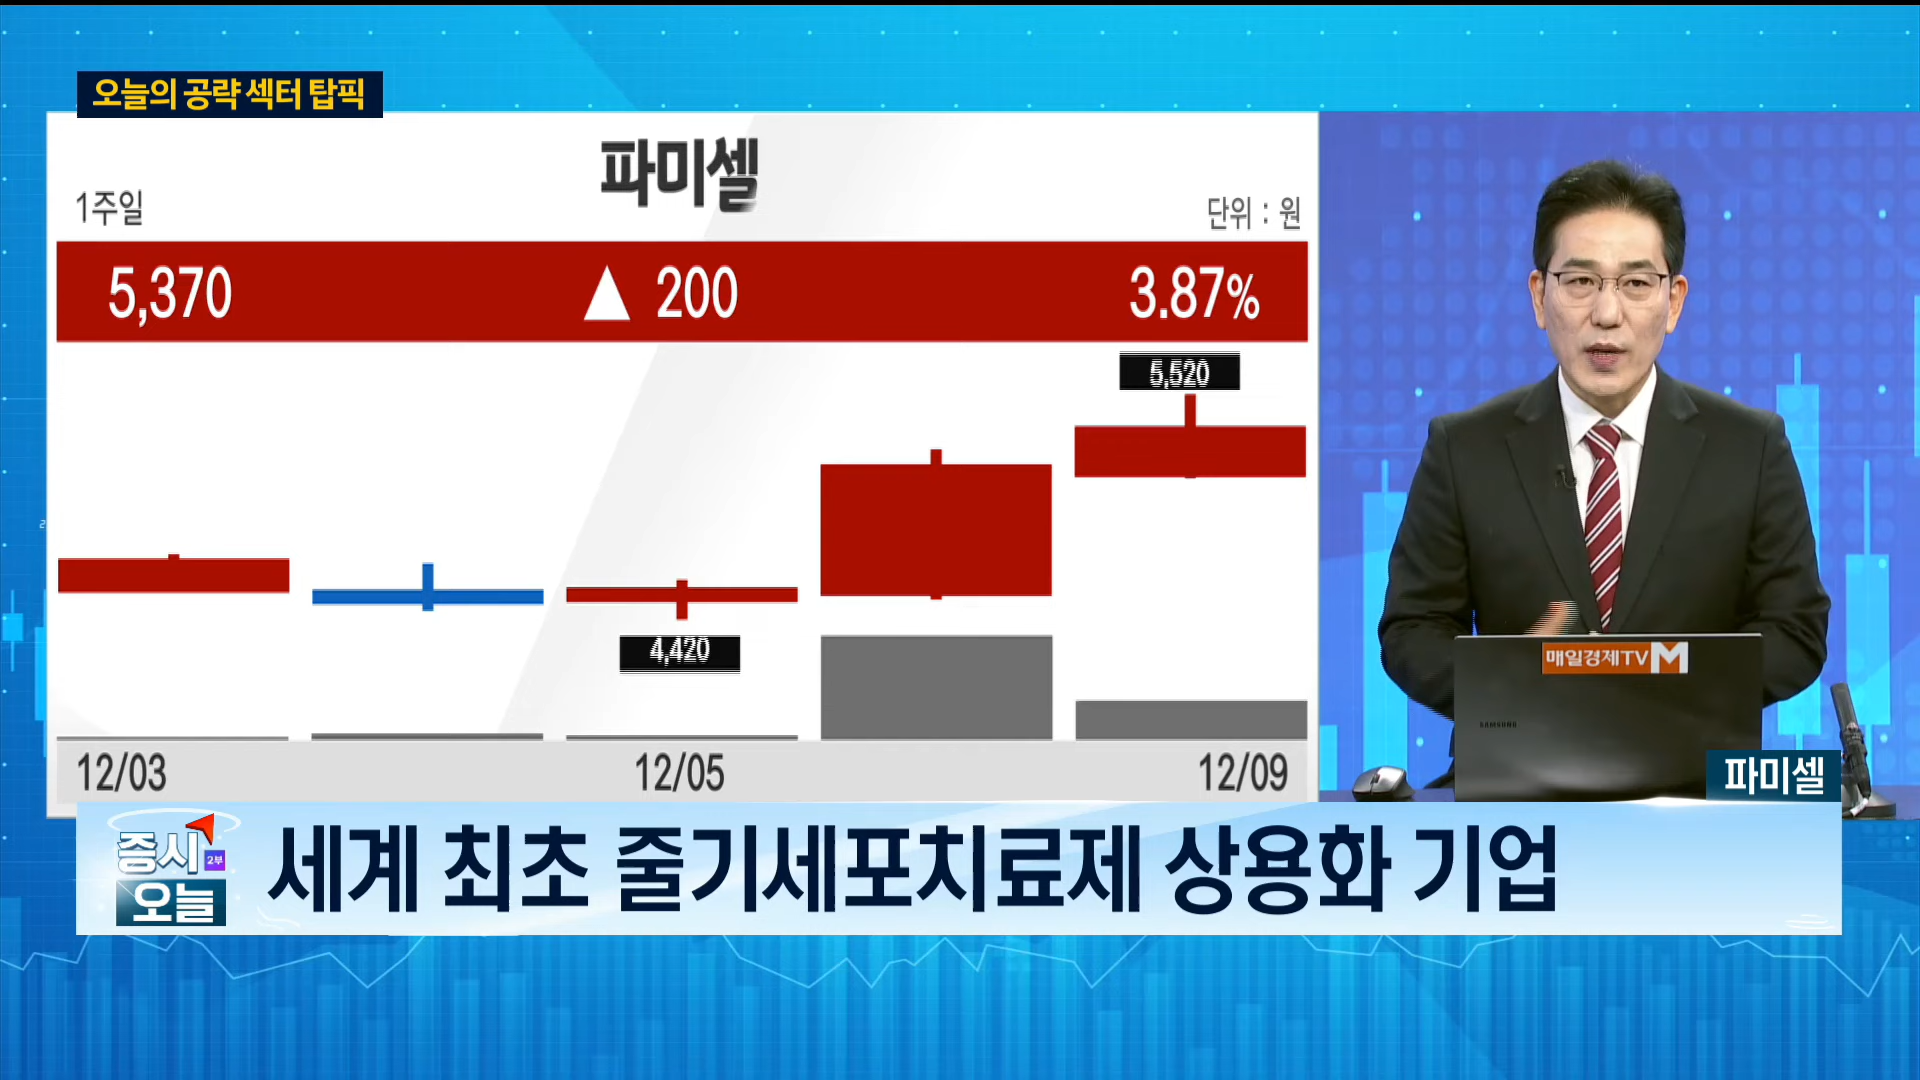 오늘의 공략 섹터 탑픽
파미셀
1주일
단위 : 원
5,370 ▲ 200 3.87%
5,520
4,420
12/03 12/05 12/09
매일경제TV M
SAMSUNG
파미셀
증시 2부
오늘
세계 최초 줄기세포치료제 상용화 기업